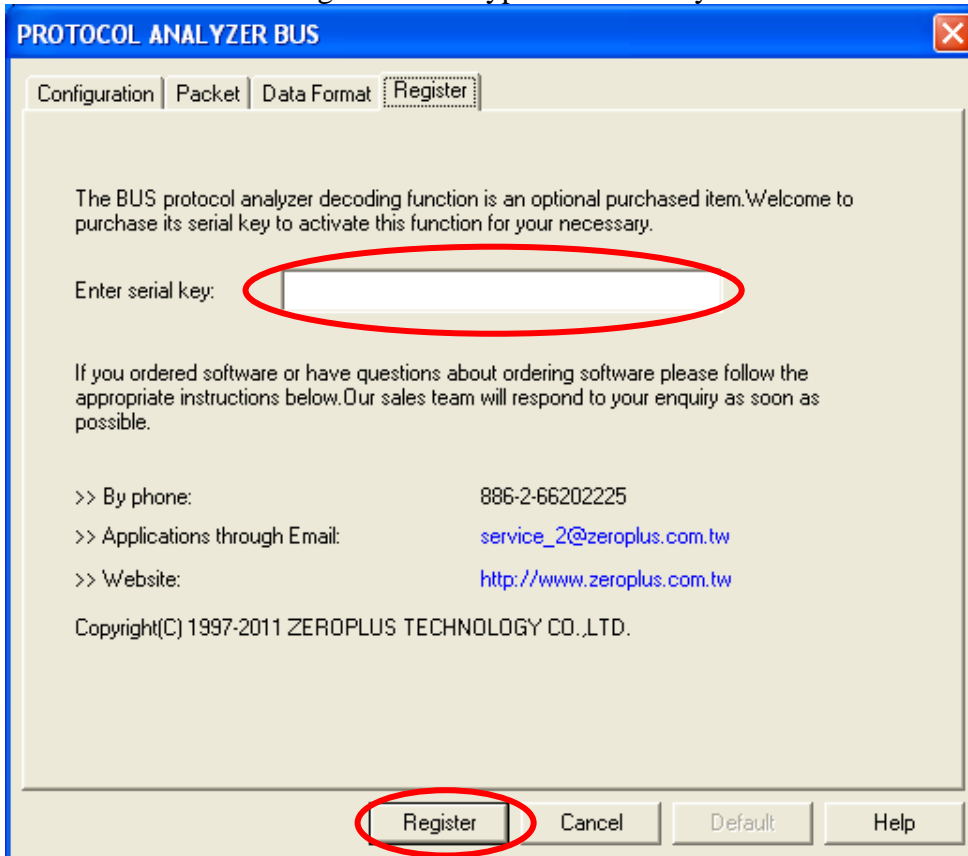 PROTOCOL ANALYZER BUS
Configuration Packet Data Format Register
The BUS protocol analyzer decoding function is an optional purchased item.Welcome to
purchase its serial key to activate this function for your necessary.
Enter serial key:
If you ordered software or have questions about ordering software please follow the
appropriate instructions below.Our sales team will respond to your enquiry as soon as
possible.
>> By phone: 886-2-66202225
>> Applications through Email: service_2@zeroplus.com.tw
>> Website: http://www.zeroplus.com.tw
Copyright(C) 1997-2011 ZEROPLUS TECHNOLOGY CO.,LTD.
Register Cancel Default Help